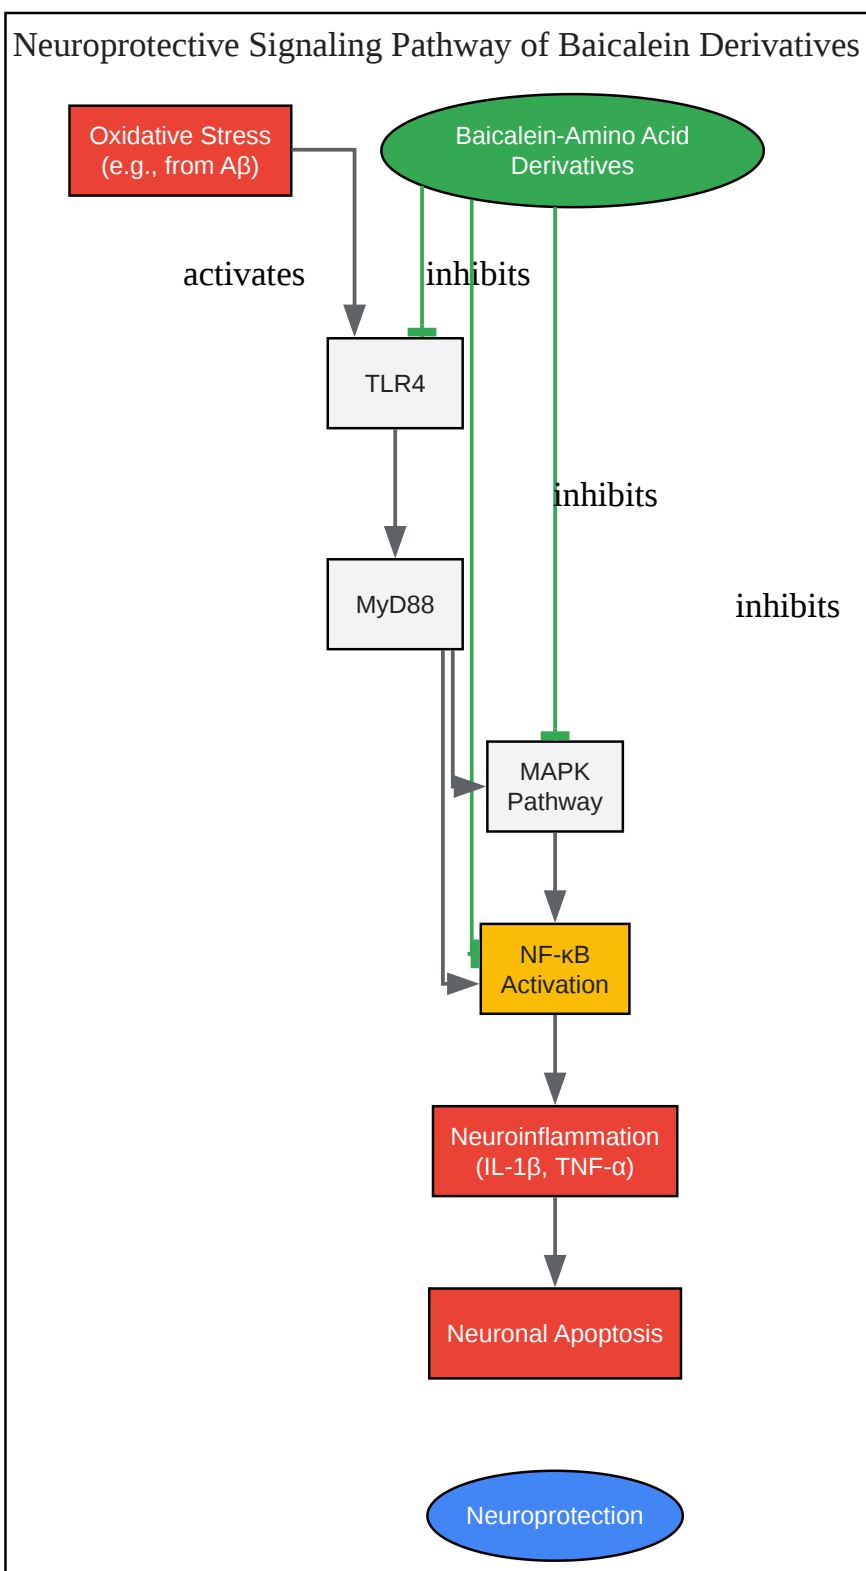 Neuroprotective Signaling Pathway of Baicalein Derivatives
Oxidative Stress
(e.g., from Aβ)
Baicalein-Amino Acid
Derivatives
activates
inhibits
TLR4
inhibits
MyD88
inhibits
MAPK
Pathway
NF-κB
Activation
Neuroinflammation
(IL-1β, TNF-α)
Neuronal Apoptosis
Neuroprotection